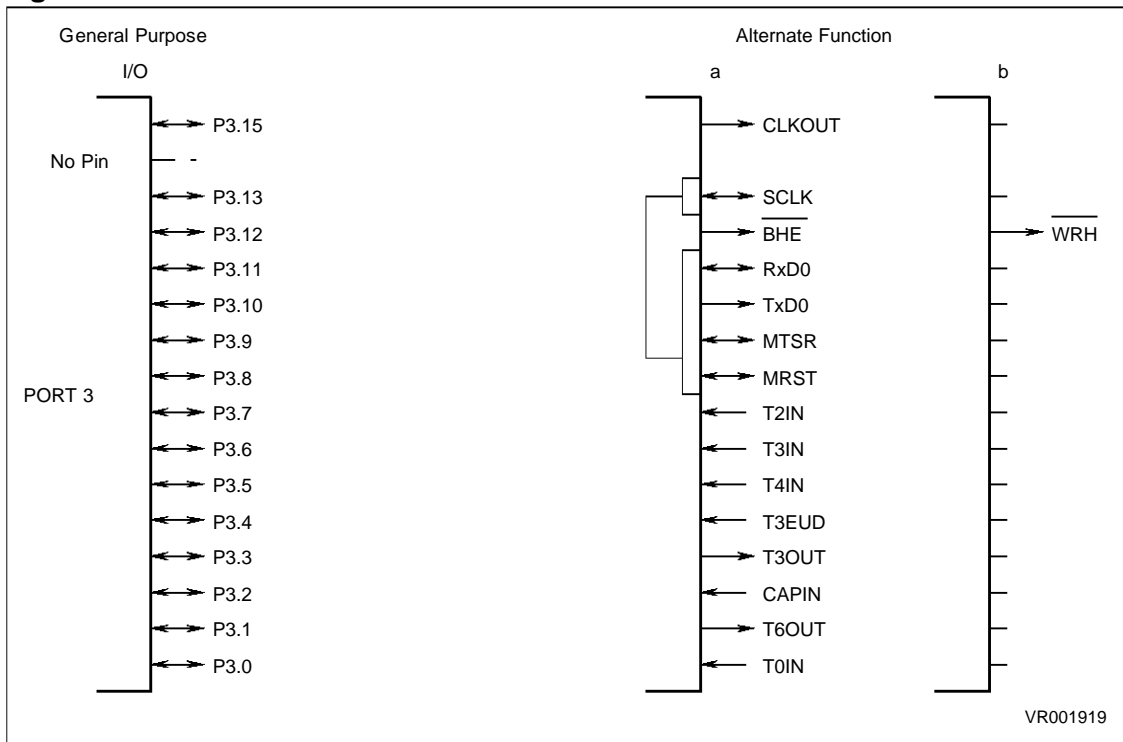 General Purpose
Alternate Function
I/O
a
b
P3.15
CLKOUT
No Pin
-
P3.13
SCLK
P3.12
BHE
WRH
P3.11
RxD0
P3.10
TxD0
P3.9
MTSR
P3.8
MRST
PORT 3
P3.7
T2IN
P3.6
T3IN
P3.5
T4IN
P3.4
T3EUD
P3.3
T3OUT
P3.2
CAPIN
P3.1
T6OUT
P3.0
T0IN
VR001919